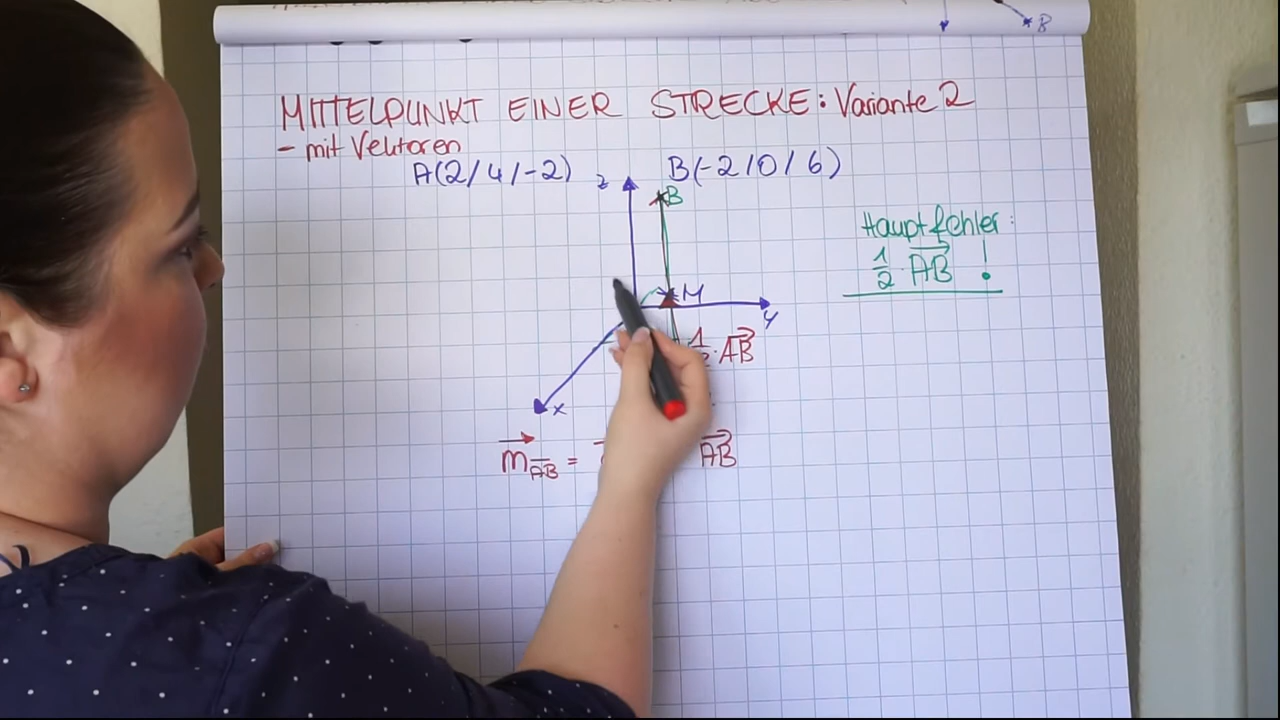 MITTELPUNKT EINER STRECKE: Variante 2
- mit Vektoren
A(2/4/-2) B(-2/0/6)
z
B
Hauptfehler:
1/2 · AB !
M
y
1/2 · AB
x
m AB = AB
B